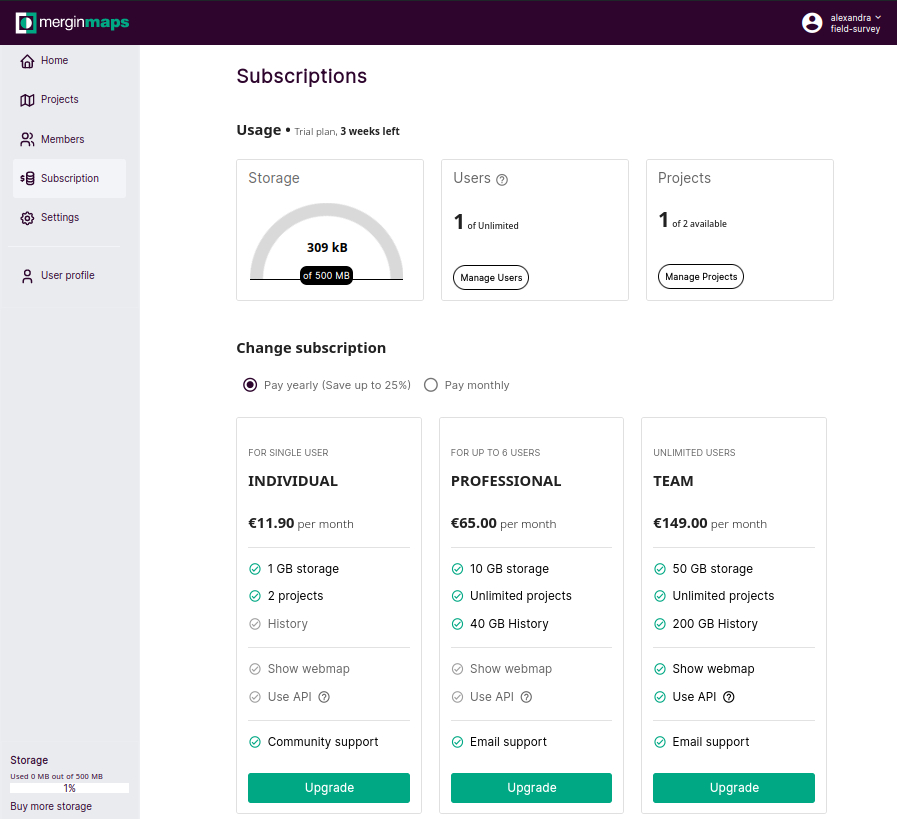 merginmaps
alexandra
field-survey
Home
Projects
Members
Subscription
Settings
User profile
Storage
Used 0 MB out of 500 MB
1%
Buy more storage
Subscriptions
Usage • Trial plan, 3 weeks left
Storage
309 kB
of 500 MB
Users ?
1 of Unlimited
Manage Users
Projects
1 of 2 available
Manage Projects
Change subscription
Pay yearly (Save up to 25%)
Pay monthly
FOR SINGLE USER
INDIVIDUAL
€11.90 per month
1 GB storage
2 projects
History
Show webmap
Use API ?
Community support
Upgrade
FOR UP TO 6 USERS
PROFESSIONAL
€65.00 per month
10 GB storage
Unlimited projects
40 GB History
Show webmap
Use API ?
Email support
Upgrade
UNLIMITED USERS
TEAM
€149.00 per month
50 GB storage
Unlimited projects
200 GB History
Show webmap
Use API ?
Email support
Upgrade